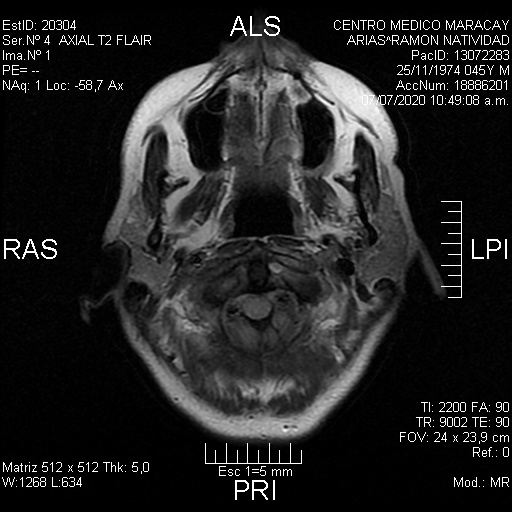 EstID: 20304
Ser.Nº 4 AXIAL T2 FLAIR
Ima.Nº 1
PE= --
NAq: 1 Loc: -58,7 Ax
ALS
CENTRO MEDICO MARACAY
ARIAS^RAMON NATIVIDAD
PacID: 13072283
25/11/1974 045Y M
AccNum: 18886201
07/07/2020 10:49:08 a.m.
RAS
LPI
TI: 2200 FA: 90
TR: 9002 TE: 90
FOV: 24 x 23,9 cm
Ref.: 0
Matriz 512 x 512 Thk: 5,0
W:1268 L:634
Esc 1=5 mm
PRI
Mod.: MR